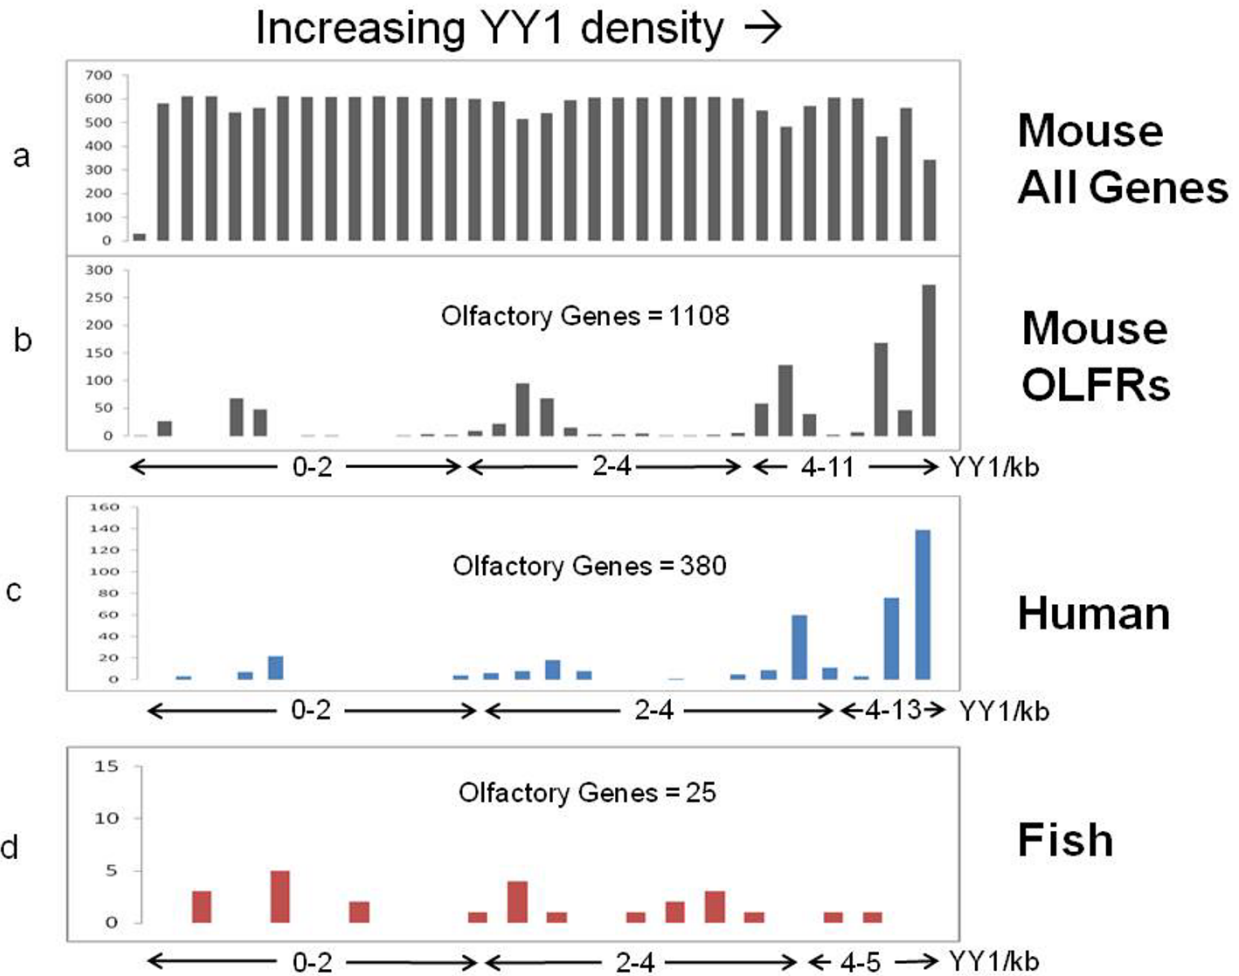 Increasing YY1 density →
a
700
600
500
400
300
200
100
0
Mouse
All Genes
b
300
250
200
150
100
50
0
Olfactory Genes = 1108
Mouse
OLFRs
0-2
2-4
4-11
YY1/kb
c
160
140
120
100
80
60
40
20
0
Olfactory Genes = 380
Human
0-2
2-4
4-13
YY1/kb
d
15
10
5
0
Olfactory Genes = 25
Fish
0-2
2-4
4-5
YY1/kb